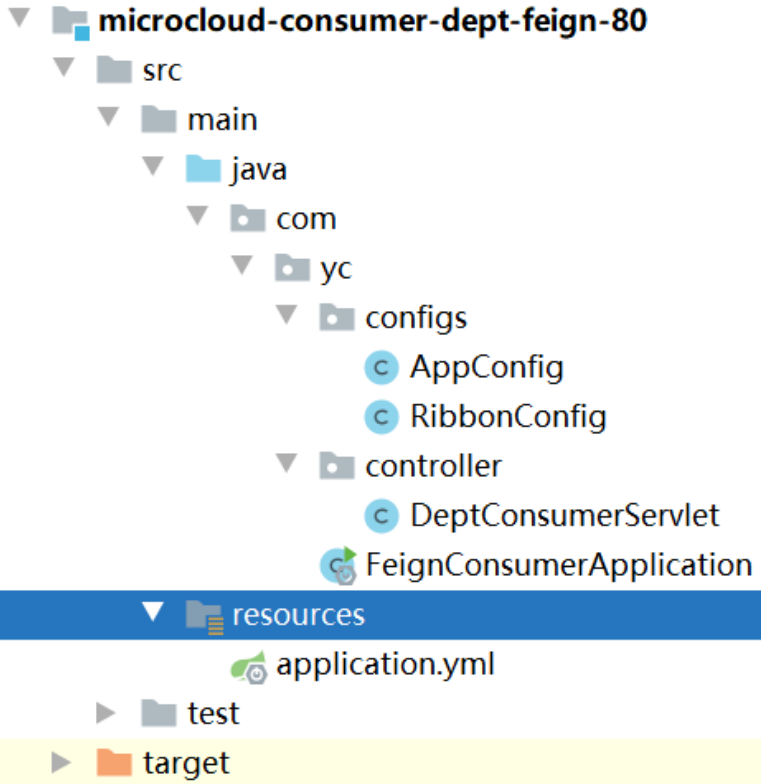 microcloud-consumer-dept-feign-80
src
main
java
com
yc
configs
AppConfig
RibbonConfig
controller
DeptConsumerServlet
FeignConsumerApplication
resources
application.yml
test
target